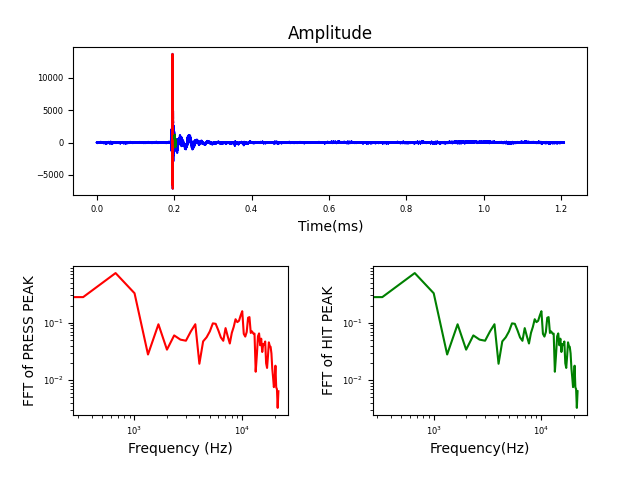 Amplitude
10000
5000
0
−5000
0.0 0.2 0.4 0.6 0.8 1.0 1.2
Time(ms)
FFT of PRESS PEAK
10⁻¹
10⁻²
10³ 10⁴
Frequency (Hz)
FFT of HIT PEAK
10⁻¹
10⁻²
10³ 10⁴
Frequency(Hz)